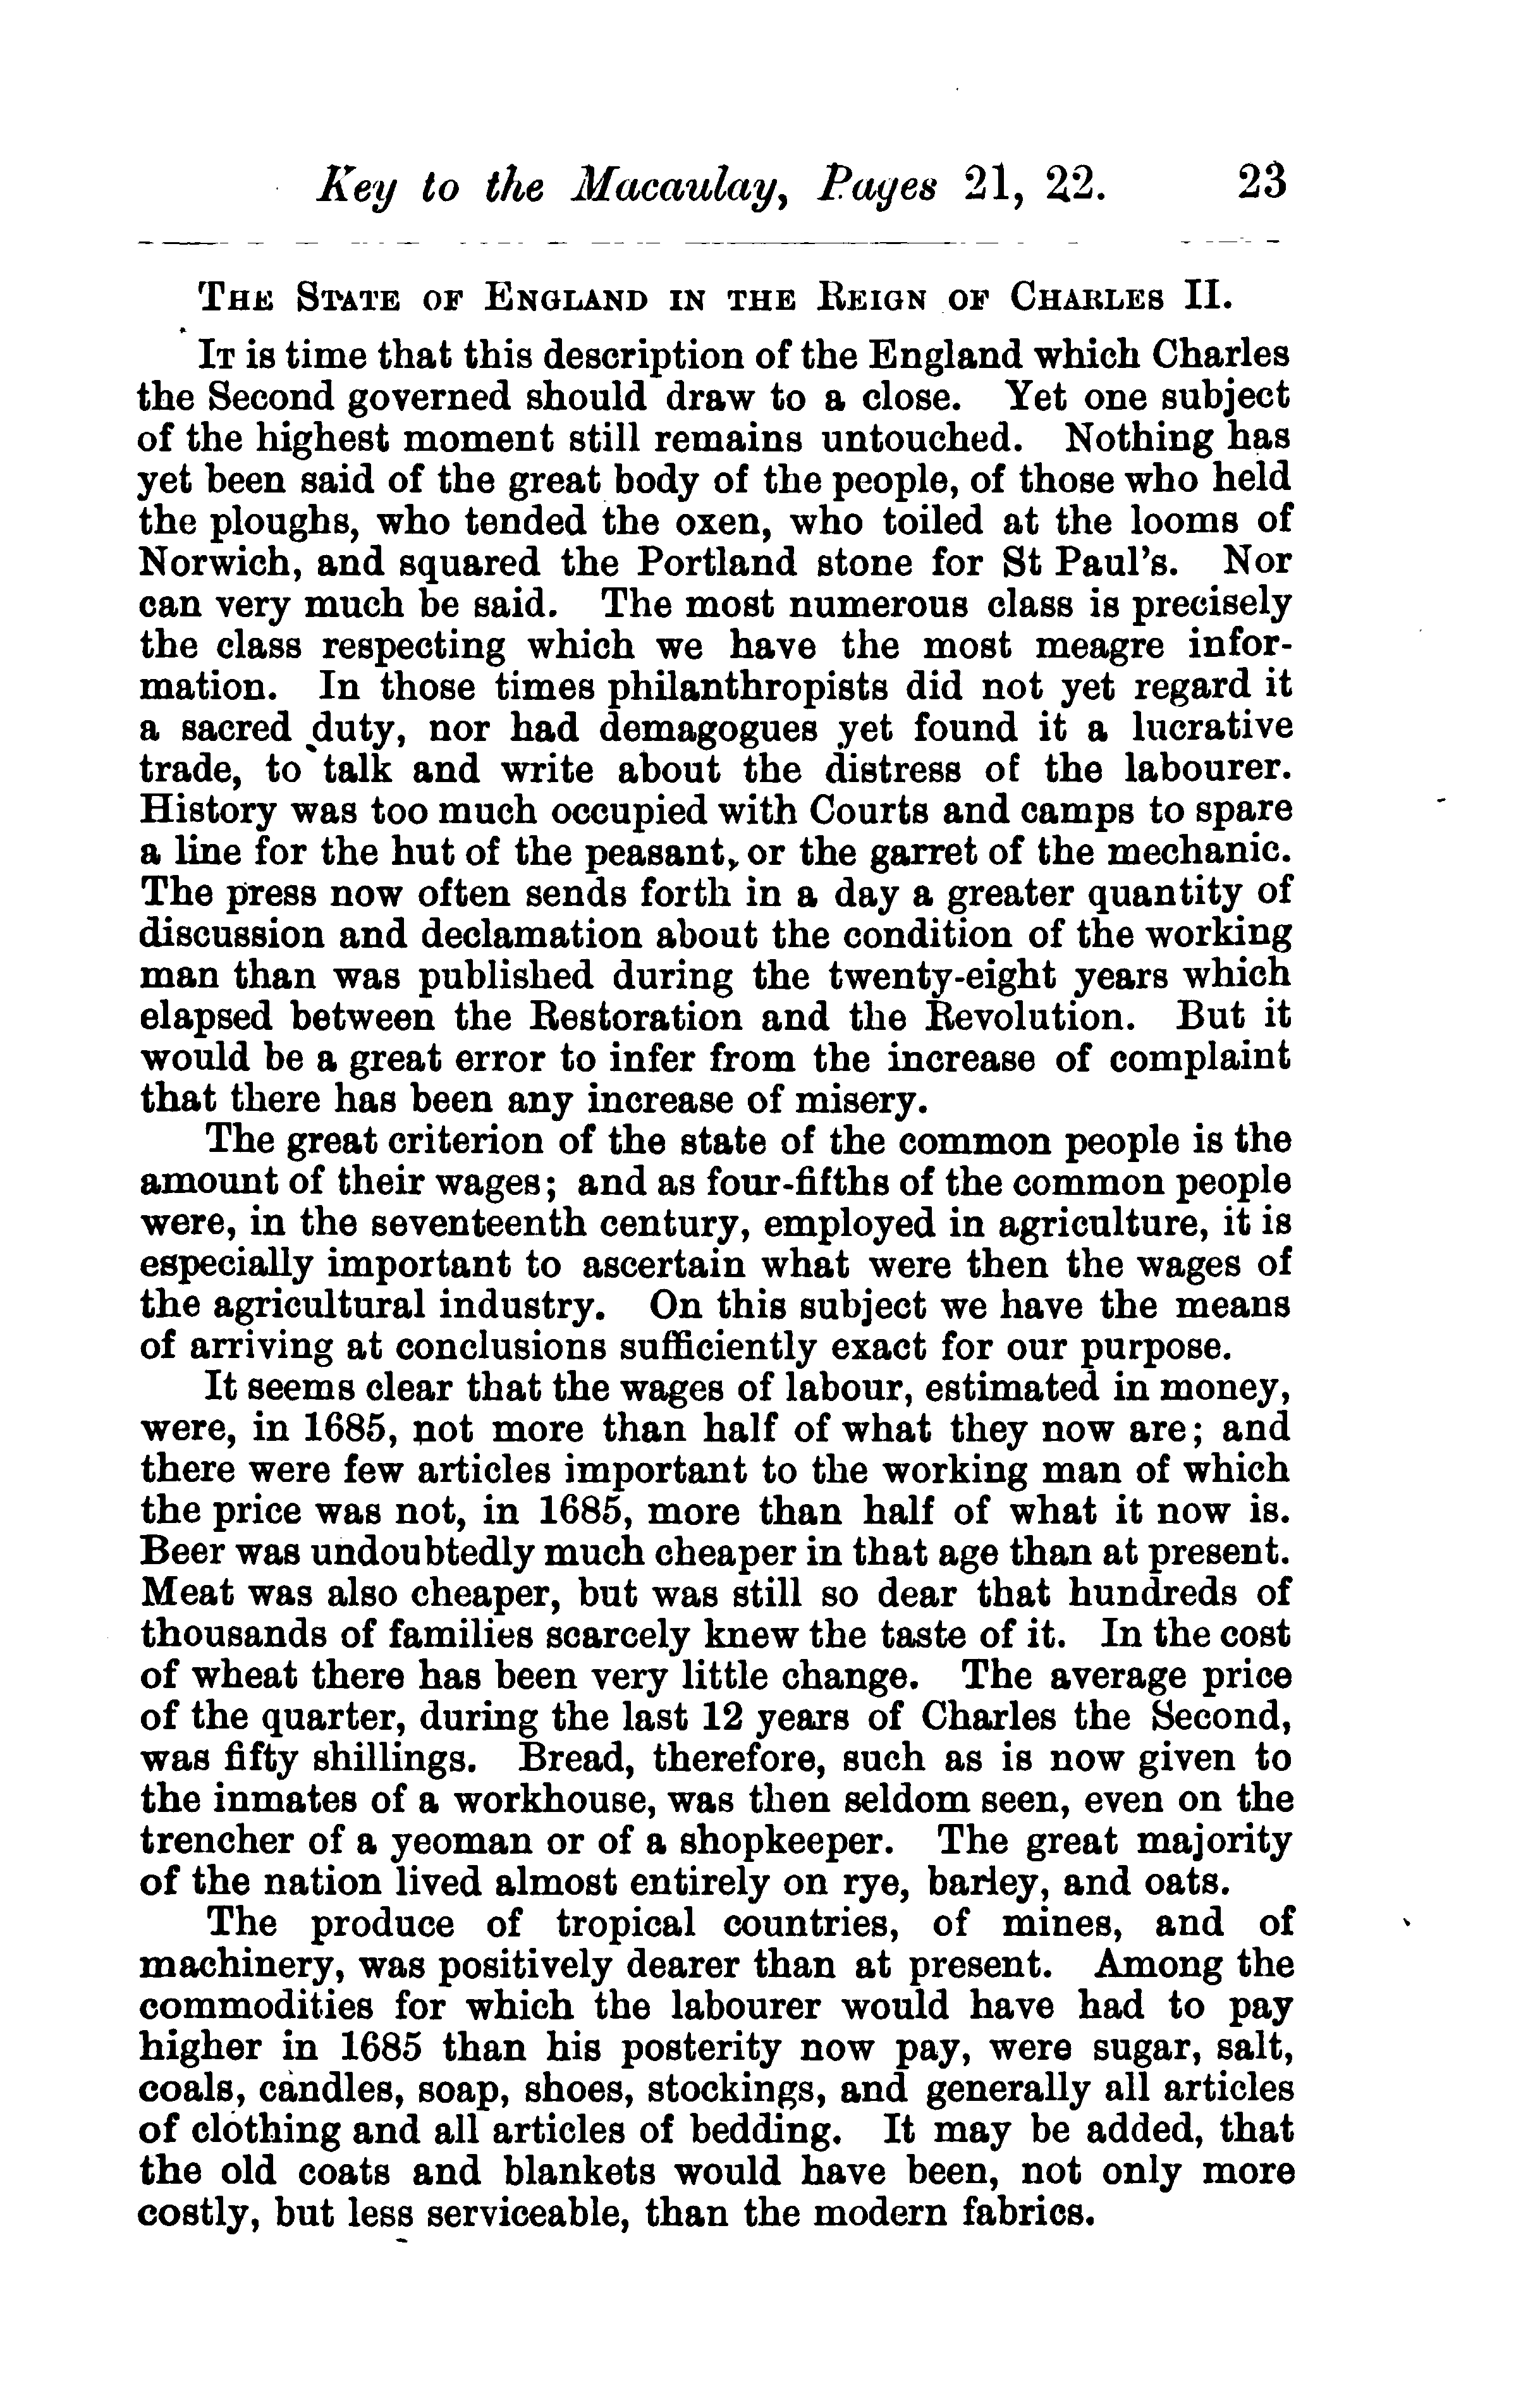 Key to the Macaulay, Pages 21, 22. 23
THE STATE OF ENGLAND IN THE REIGN OF CHARLES II.
IT is time that this description of the England which Charles
the Second governed should draw to a close. Yet one subject
of the highest moment still remains untouched. Nothing has
yet been said of the great body of the people, of those who held
the ploughs, who tended the oxen, who toiled at the looms of
Norwich, and squared the Portland stone for St Paul's. Nor
can very much be said. The most numerous class is precisely
the class respecting which we have the most meagre infor-
mation. In those times philanthropists did not yet regard it
a sacred duty, nor had demagogues yet found it a lucrative
trade, to talk and write about the distress of the labourer.
History was too much occupied with Courts and camps to spare
a line for the hut of the peasant, or the garret of the mechanic.
The press now often sends forth in a day a greater quantity of
discussion and declamation about the condition of the working
man than was published during the twenty-eight years which
elapsed between the Restoration and the Revolution. But it
would be a great error to infer from the increase of complaint
that there has been any increase of misery.
The great criterion of the state of the common people is the
amount of their wages; and as four-fifths of the common people
were, in the seventeenth century, employed in agriculture, it is
especially important to ascertain what were then the wages of
the agricultural industry. On this subject we have the means
of arriving at conclusions sufficiently exact for our purpose.
It seems clear that the wages of labour, estimated in money,
were, in 1685, not more than half of what they now are; and
there were few articles important to the working man of which
the price was not, in 1685, more than half of what it now is.
Beer was undoubtedly much cheaper in that age than at present.
Meat was also cheaper, but was still so dear that hundreds of
thousands of families scarcely knew the taste of it. In the cost
of wheat there has been very little change. The average price
of the quarter, during the last 12 years of Charles the Second,
was fifty shillings. Bread, therefore, such as is now given to
the inmates of a workhouse, was then seldom seen, even on the
trencher of a yeoman or of a shopkeeper. The great majority
of the nation lived almost entirely on rye, barley, and oats.
The produce of tropical countries, of mines, and of
machinery, was positively dearer than at present. Among the
commodities for which the labourer would have had to pay
higher in 1685 than his posterity now pay, were sugar, salt,
coals, candles, soap, shoes, stockings, and generally all articles
of clothing and all articles of bedding. It may be added, that
the old coats and blankets would have been, not only more
costly, but less serviceable, than the modern fabrics.